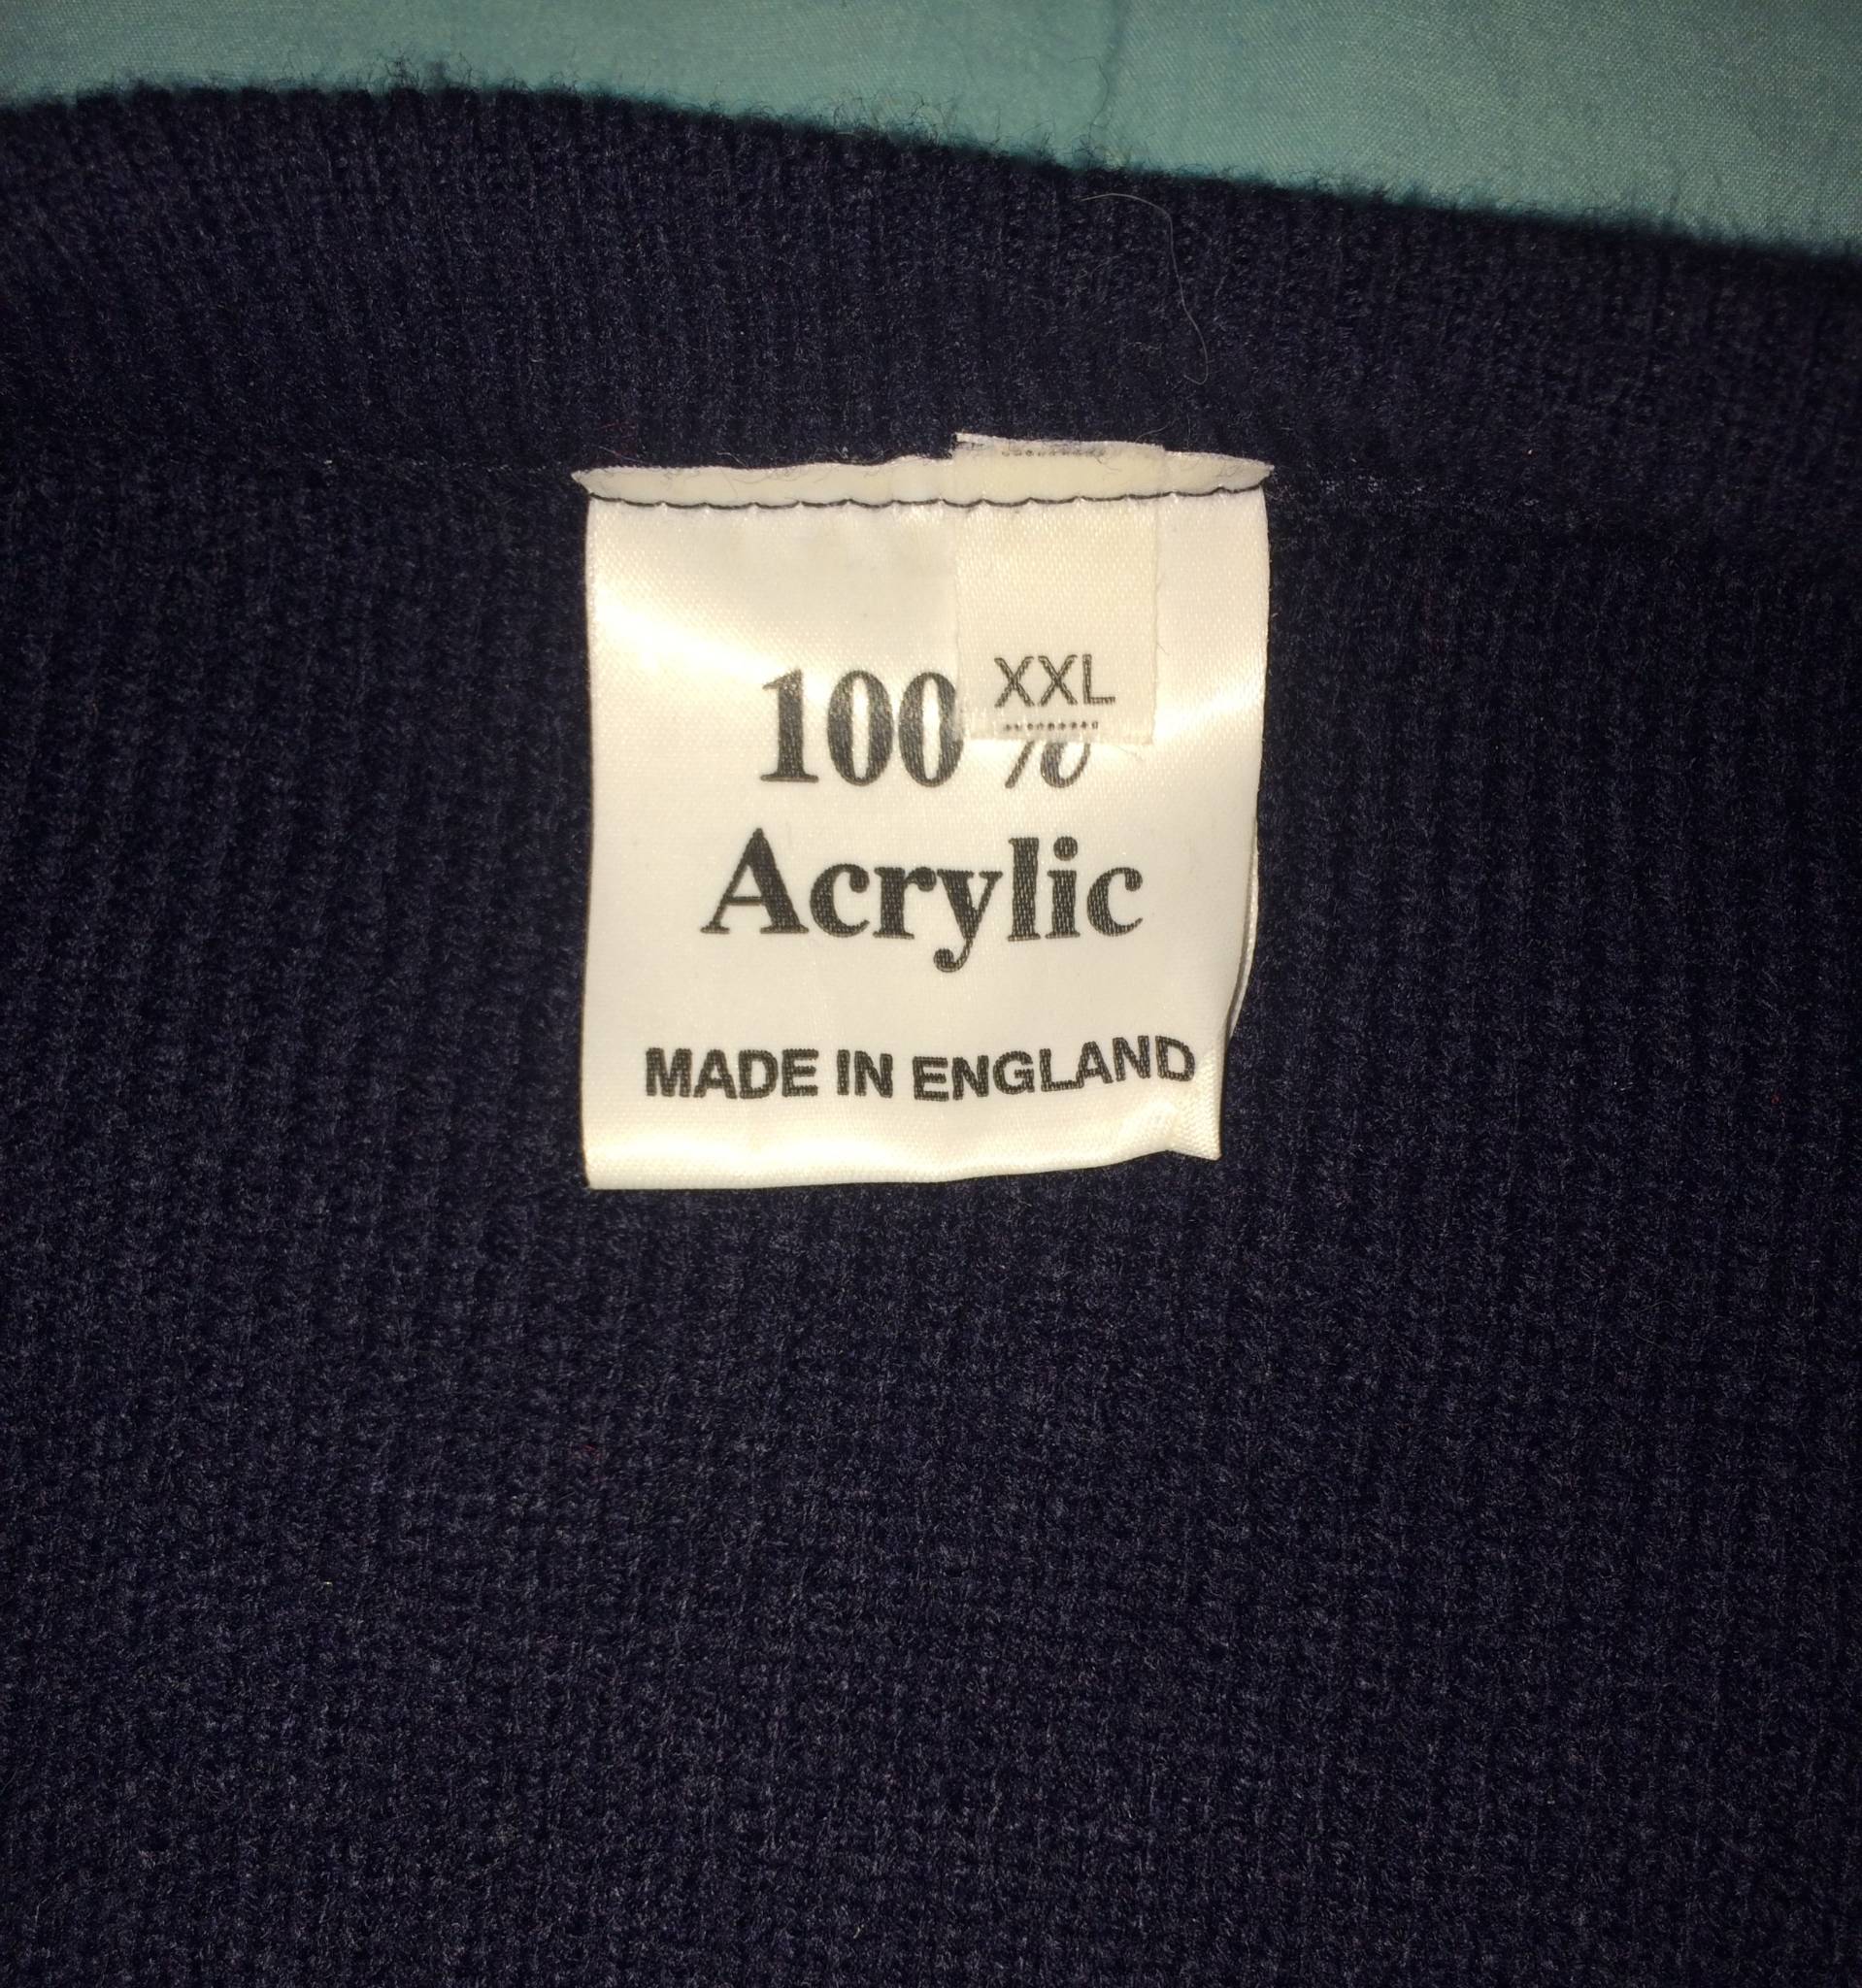 XXL
100%
Acrylic
MADE IN ENGLAND